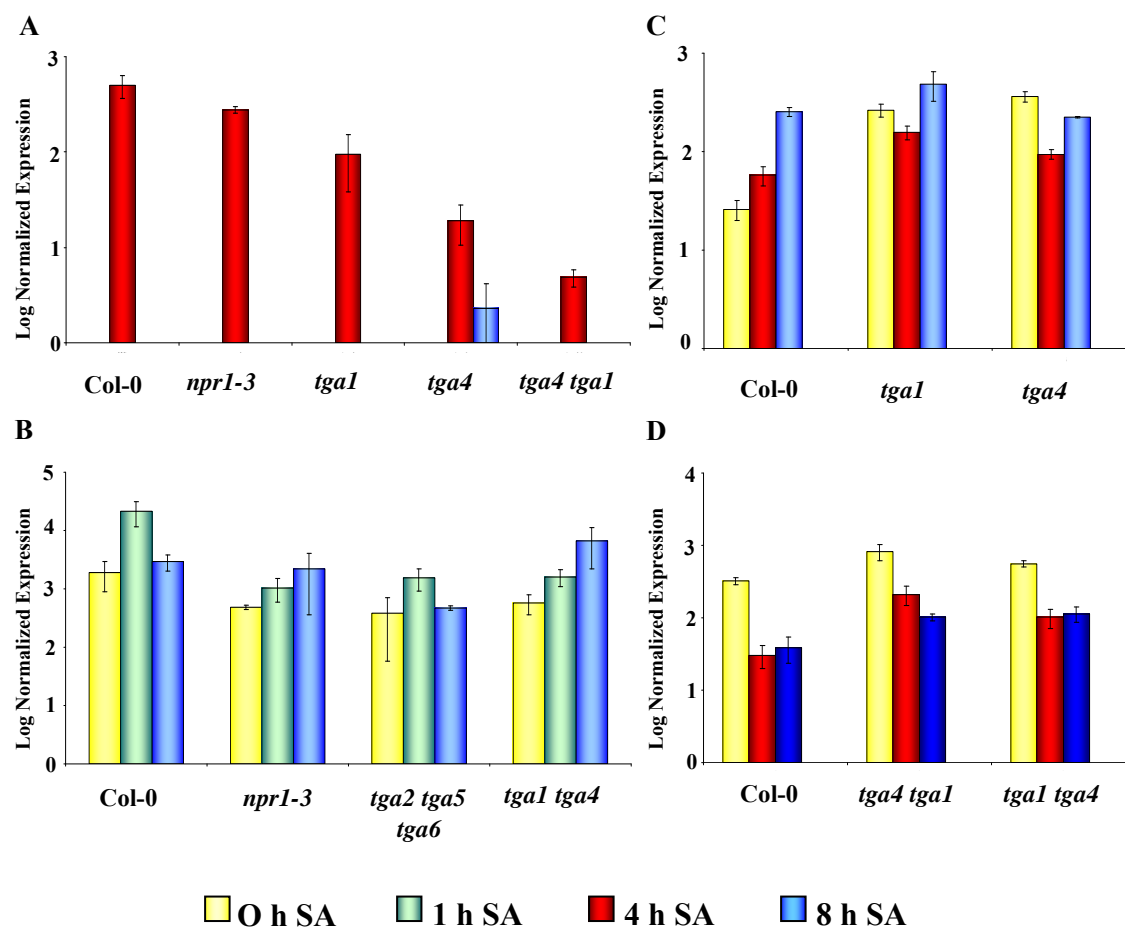 A
Log Normalized Expression
3
2
1
0
Col-0 npr1-3 tga1 tga4 tga4 tga1
C
Log Normalized Expression
3
2
1
0
Col-0 tga1 tga4
B
Log Normalized Expression
5
4
3
2
1
0
Col-0 npr1-3 tga2 tga5 tga1 tga4
tga6
D
Log Normalized Expression
4
3
2
1
0
Col-0 tga4 tga1 tga1 tga4
O h SA 1 h SA 4 h SA 8 h SA